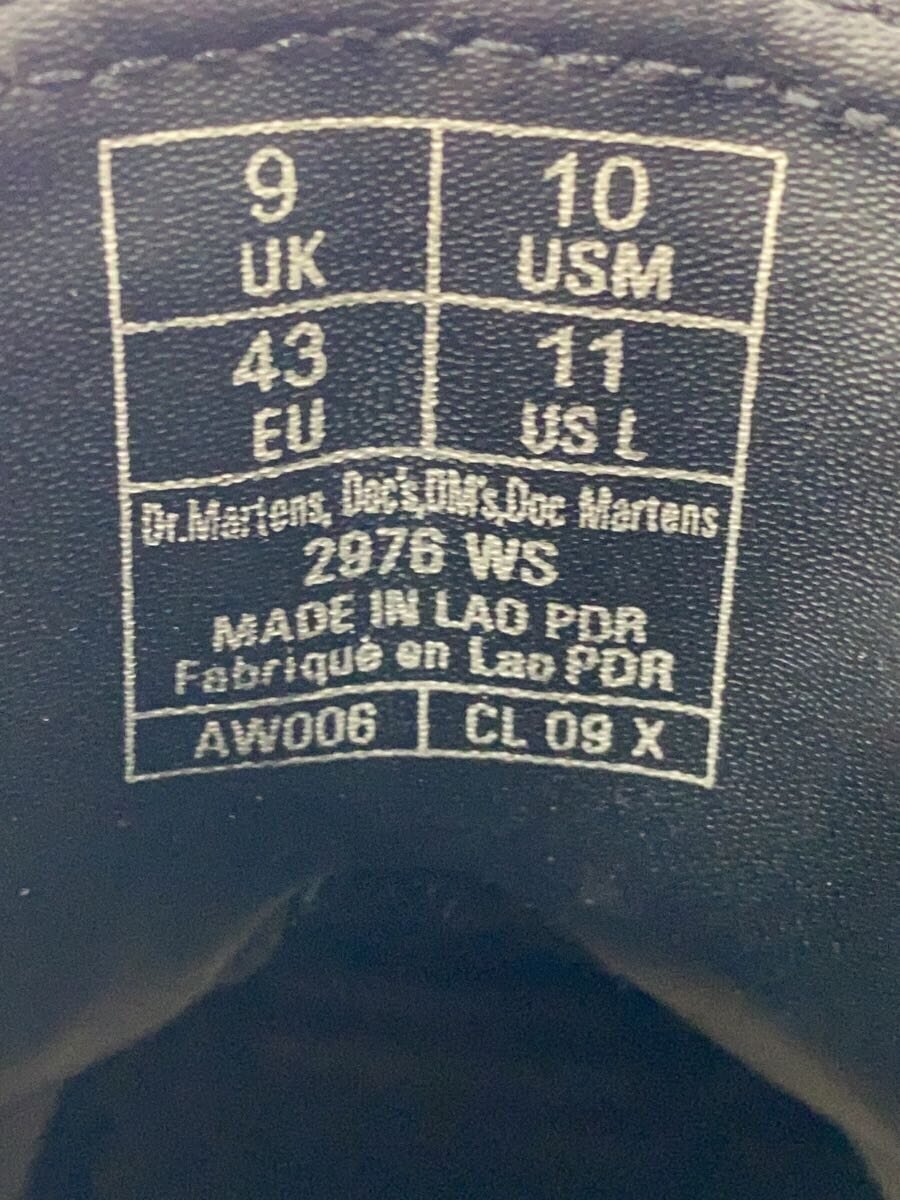 9 10
UK USM
43 11
EU US L
Dr.Martens, Doc's,DM's,Doc Martens
2976 WS
MADE IN LAO PDR
Fabriqué en Lao PDR
AW006 CL 09 X